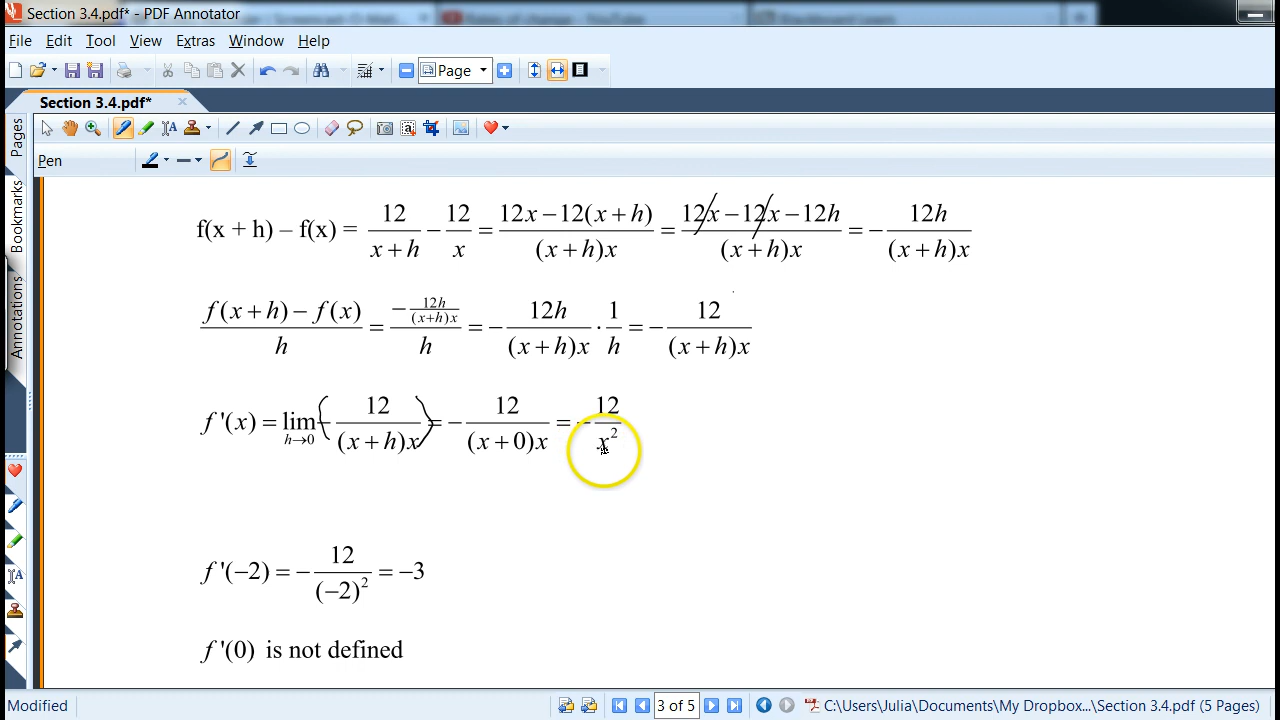 Section 3.4.pdf* - PDF Annotator
File Edit Tool View Extras Window Help
Page
Section 3.4.pdf* ×
Pen
Pages
Bookmarks
Annotations
f(x + h) – f(x) = 12/(x+h) − 12/x = (12x−12(x+h))/((x+h)x) = (12x−12x−12h)/((x+h)x) = −12h/((x+h)x)
(f(x+h)−f(x))/h = (−12h/((x+h)x))/h = −12h/((x+h)x) · 1/h = −12/((x+h)x)
f '(x) = lim h→0 (−12/((x+h)x)) = −12/((x+0)x) = −12/x²
f '(−2) = −12/(−2)² = −3
f '(0) is not defined
Modified
3 of 5
C:\Users\Julia\Documents\My Dropbox...\Section 3.4.pdf (5 Pages)